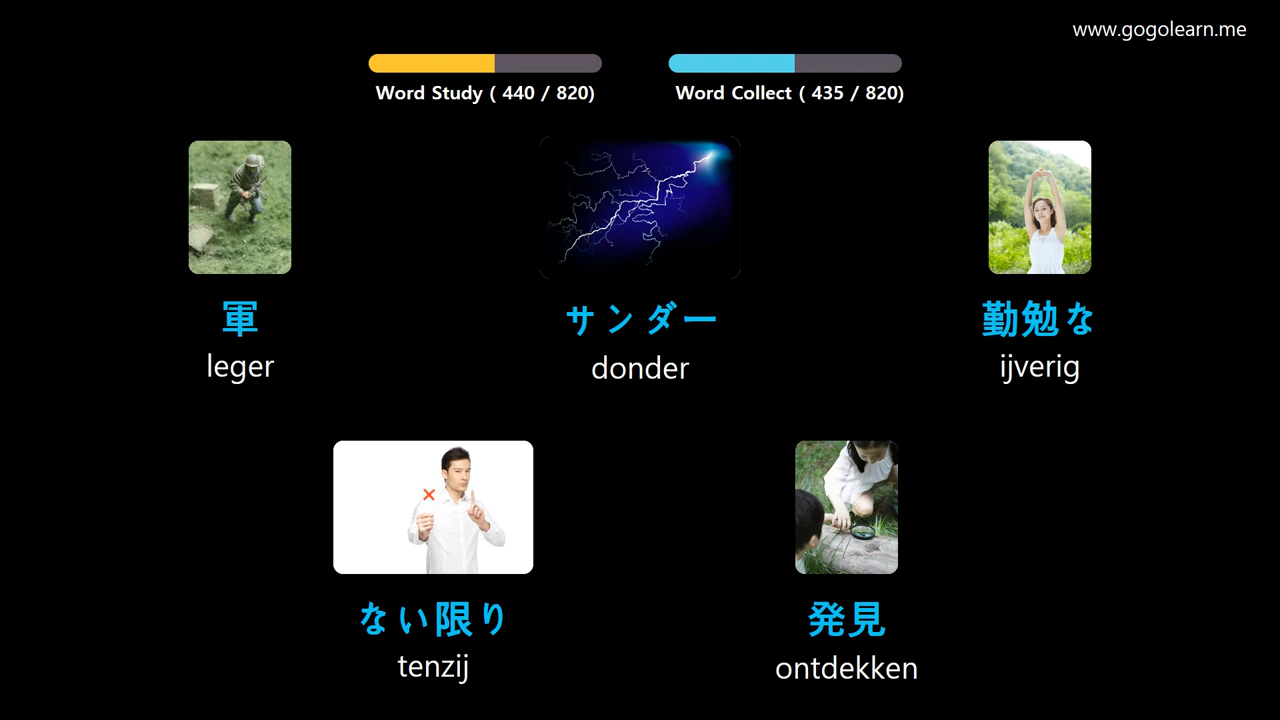 www.gogolearn.me
Word Study ( 440 / 820)
Word Collect ( 435 / 820)
軍
leger
サンダー
donder
勤勉な
ijverig
ない限り
tenzij
発見
ontdekken